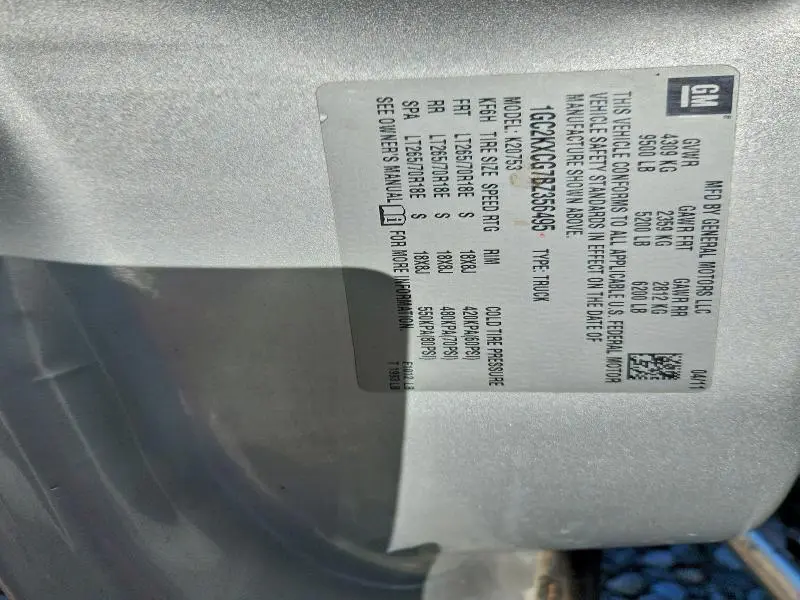 GM
MFD BY GENERAL MOTORS LLC 04/11
GVWR GAWR FRT GAWR RR
4309 KG 2359 KG 2812 KG
9500 LB 5200 LB 6200 LB
THIS VEHICLE CONFORMS TO ALL APPLICABLE U.S. FEDERAL MOTOR
VEHICLE SAFETY STANDARDS IN EFFECT ON THE DATE OF
MANUFACTURE SHOWN ABOVE.
1GC2KXCG7BZ356495 TYPE: TRUCK
MODEL: K20753
KF6H TIRE SIZE SPEED RTG RIM COLD TIRE PRESSURE
FRT LT265/70R18E S 18X8J 420KPA(60PSI)
RR LT265/70R18E S 18X8J 480KPA(70PSI)
SPA LT265/70R18E S 18X8J 550KPA(80PSI)
SEE OWNER'S MANUAL FOR MORE INFORMATION.